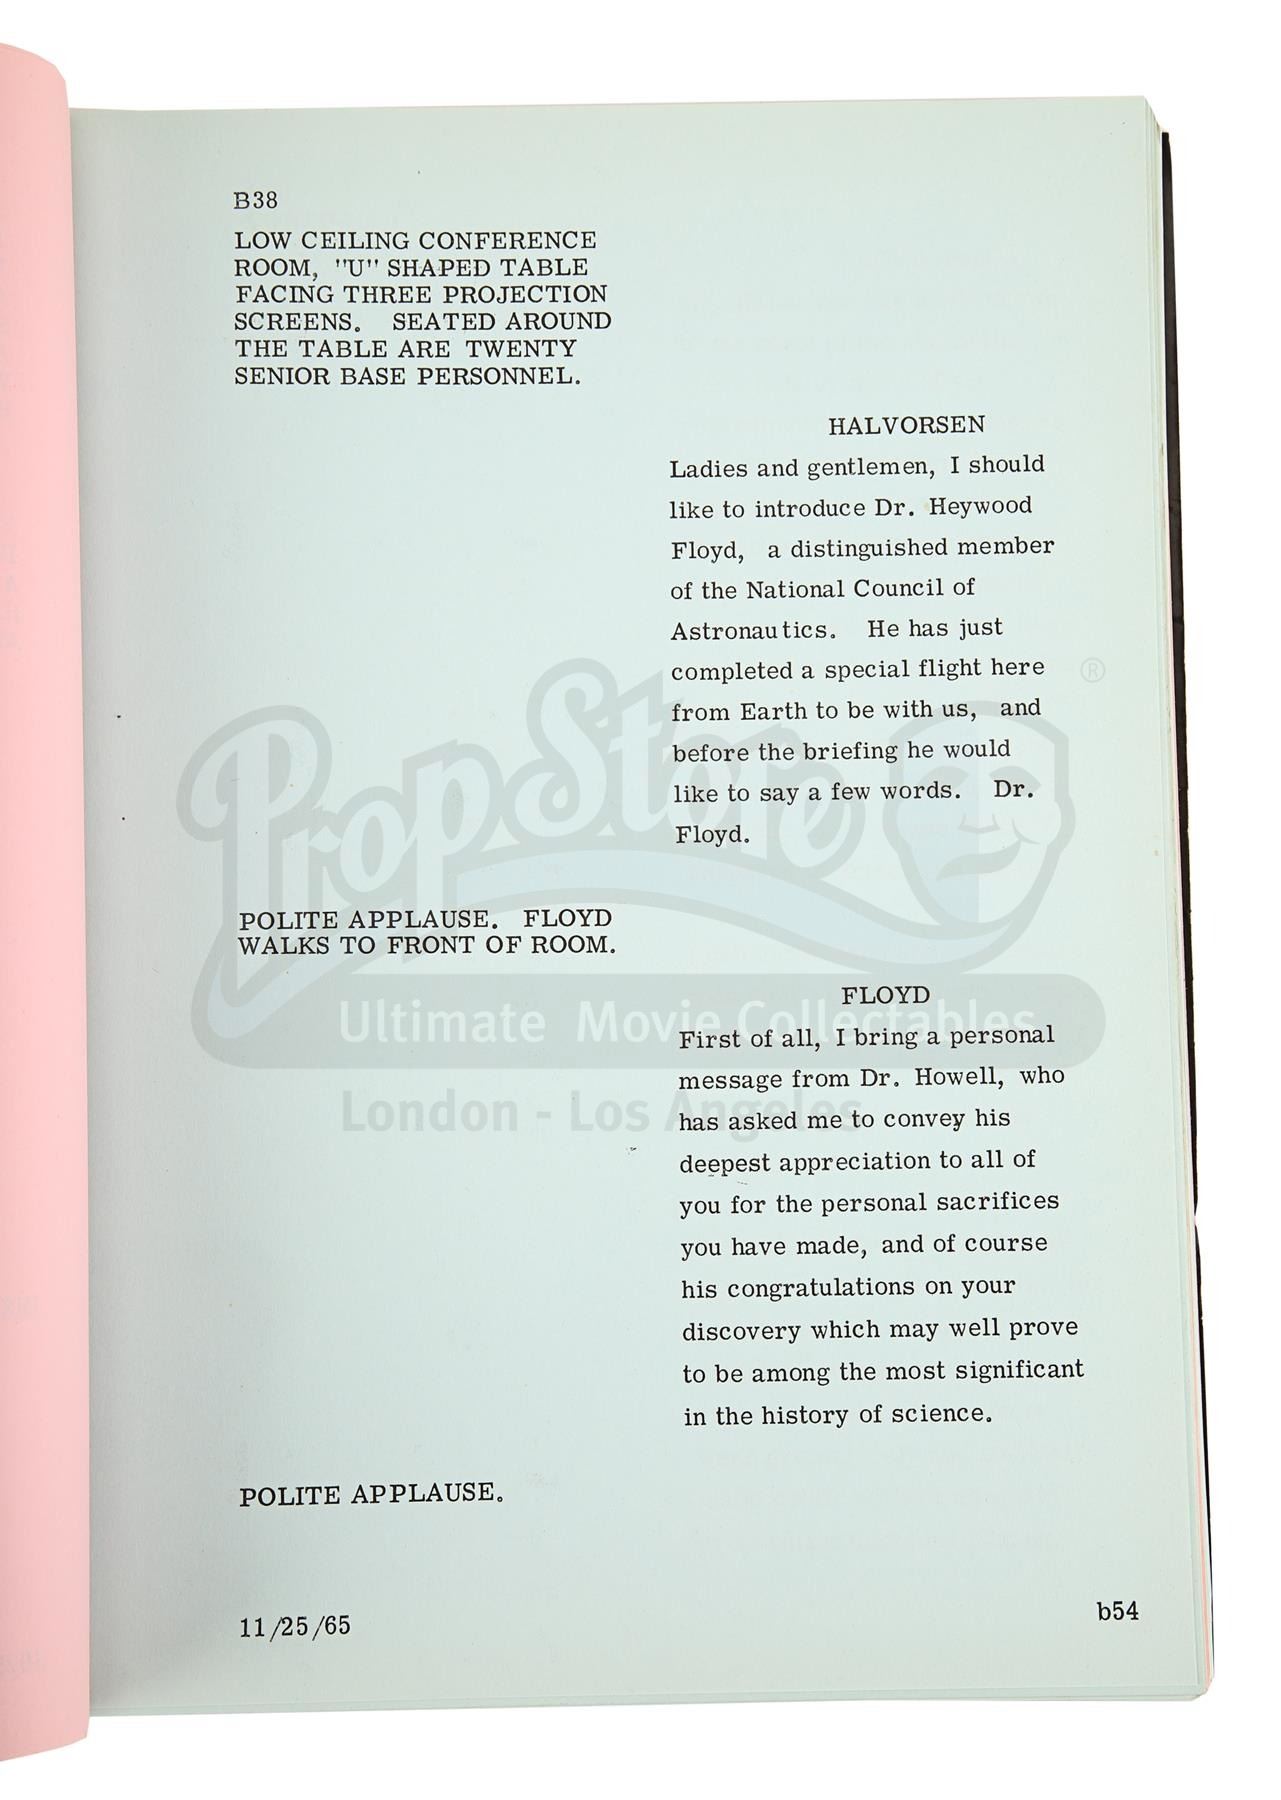 B38
LOW CEILING CONFERENCE
ROOM, "U" SHAPED TABLE
FACING THREE PROJECTION
SCREENS. SEATED AROUND
THE TABLE ARE TWENTY
SENIOR BASE PERSONNEL.
HALVORSEN
Ladies and gentlemen, I should
like to introduce Dr. Heywood
Floyd, a distinguished member
of the National Council of
Astronautics. He has just
completed a special flight here
from Earth to be with us, and
before the briefing he would
like to say a few words. Dr.
Floyd.
PropStore ®
POLITE APPLAUSE. FLOYD
WALKS TO FRONT OF ROOM.
Ultimate Movie Collectables
London - Los Angeles
FLOYD
First of all, I bring a personal
message from Dr. Howell, who
has asked me to convey his
deepest appreciation to all of
you for the personal sacrifices
you have made, and of course
his congratulations on your
discovery which may well prove
to be among the most significant
in the history of science.
POLITE APPLAUSE.
11/25/65
b54